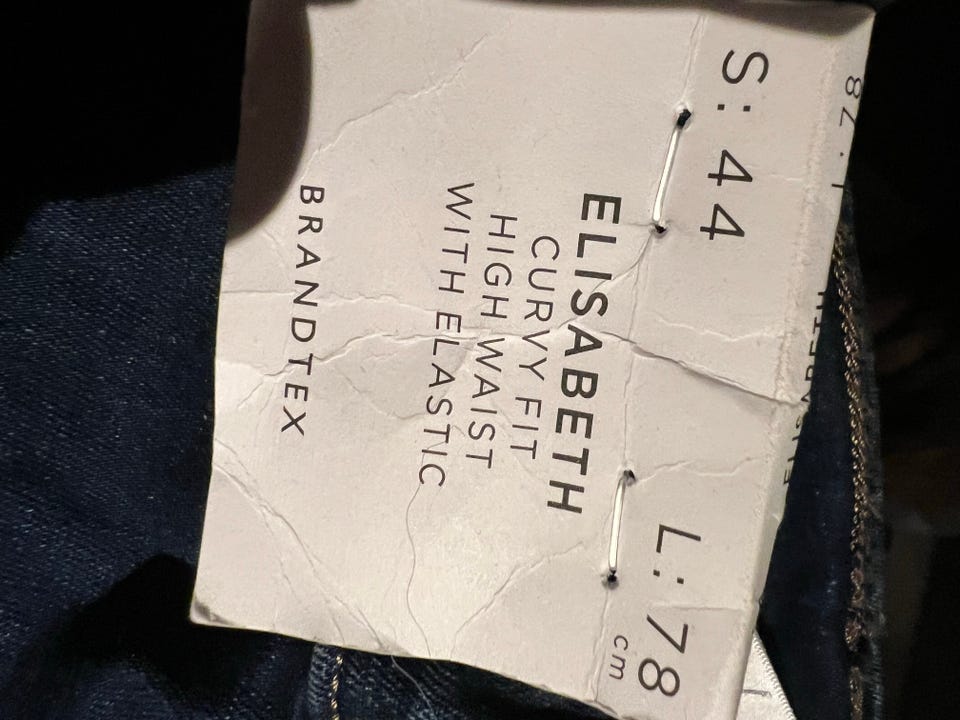 S: 44 L: 78 cm
ELISABETH
CURVY FIT
HIGH WAIST
WITH ELASTIC
BRANDTEX